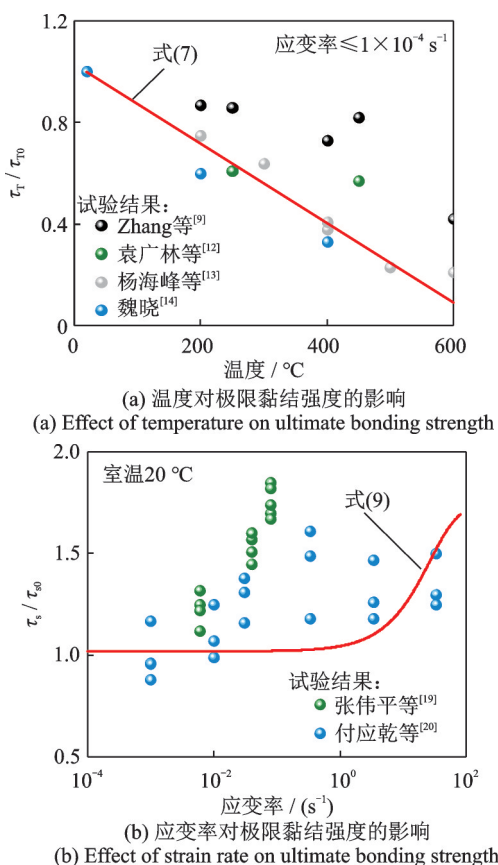 1.2
应变率≤1×10⁻⁴ s⁻¹
式(7)
0.8
τT / τT0
试验结果：
Zhang等[9]
0.4
袁广林等[12]
杨海峰等[13]
魏晓[14]
0
200
400
600
温度 / °C
(a) 温度对极限黏结强度的影响
(a) Effect of temperature on ultimate bonding strength
2.0
室温20 °C
式(9)
1.5
τs / τs0
1.0
试验结果：
张伟平等[19]
付应乾等[20]
0.5
10⁻⁴
10⁻²
10⁰
10²
应变率 / (s⁻¹)
(b) 应变率对极限黏结强度的影响
(b) Effect of strain rate on ultimate bonding strength